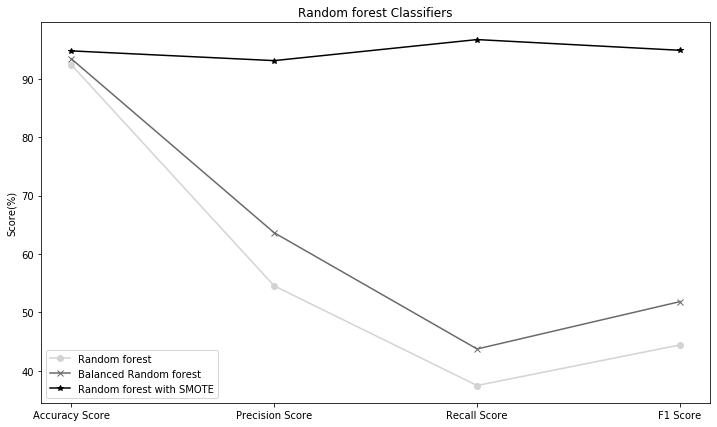 Random forest Classifiers
Score(%)
90
80
70
60
50
40
Random forest
Balanced Random forest
Random forest with SMOTE
Accuracy Score
Precision Score
Recall Score
F1 Score